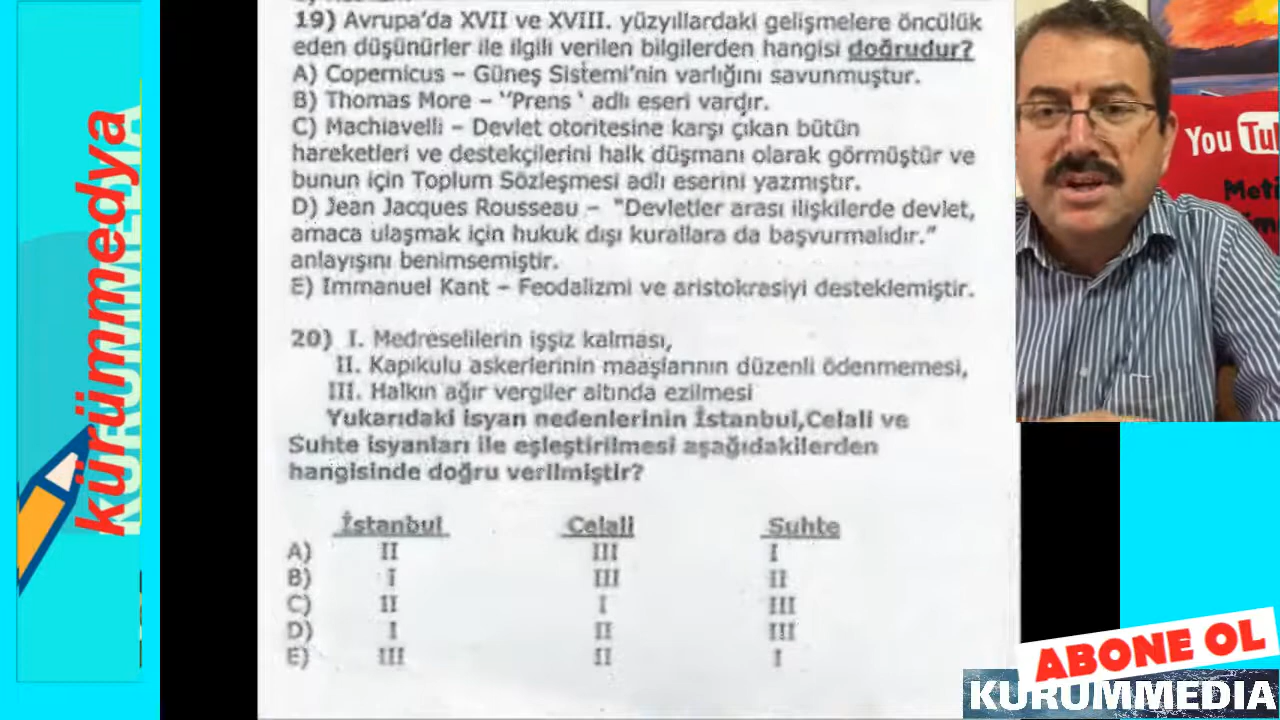 19) Avrupa'da XVII ve XVIII. yüzyıllardaki gelişmelere öncülük
eden düşünürler ile ilgili verilen bilgilerden hangisi doğrudur?
A) Copernicus – Güneş Sistemi'nin varlığını savunmuştur.
B) Thomas More – "Prens ' adlı eseri vardır.
C) Machiavelli – Devlet otoritesine karşı çıkan bütün
hareketleri ve destekçilerini halk düşmanı olarak görmüştür ve
bunun için Toplum Sözleşmesi adlı eserini yazmıştır.
D) Jean Jacques Rousseau – "Devletler arası ilişkilerde devlet,
amaca ulaşmak için hukuk dışı kurallara da başvurmalıdır."
anlayışını benimsemiştir.
E) Immanuel Kant – Feodalizmi ve aristokrasiyi desteklemiştir.
20) I. Medreselilerin işsiz kalması,
II. Kapıkulu askerlerinin maaşlarının düzenli ödenmemesi,
III. Halkın ağır vergiler altında ezilmesi
Yukarıdaki isyan nedenlerinin İstanbul,Celali ve
Suhte isyanları ile eşleştirilmesi aşağıdakilerden
hangisinde doğru verilmiştir?
İstanbul Celali Suhte
A) II III I
B) I III II
C) II I III
D) I II III
E) III II I
kürümmedya
KURUMMEDYA
You Tu
Meti
ABONE OL
KURUMMEDIA